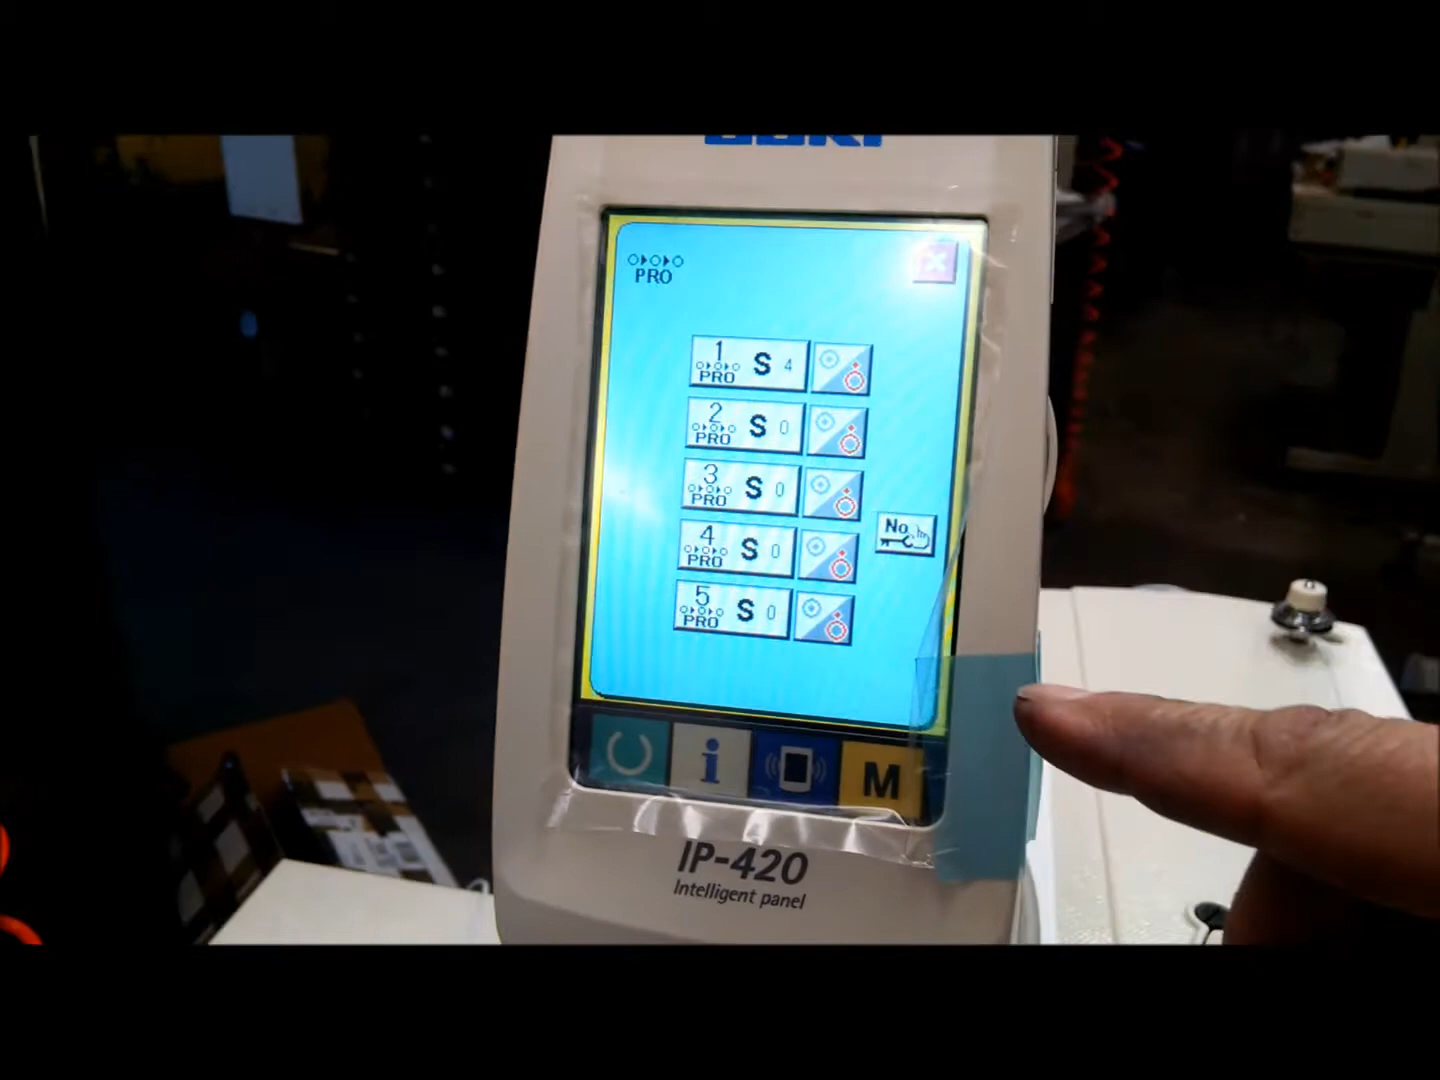 JUKI
PRO
1 PRO S 4
2 PRO S 0
3 PRO S 0
4 PRO S 0
5 PRO S 0
No.
i
M
IP-420
Intelligent panel